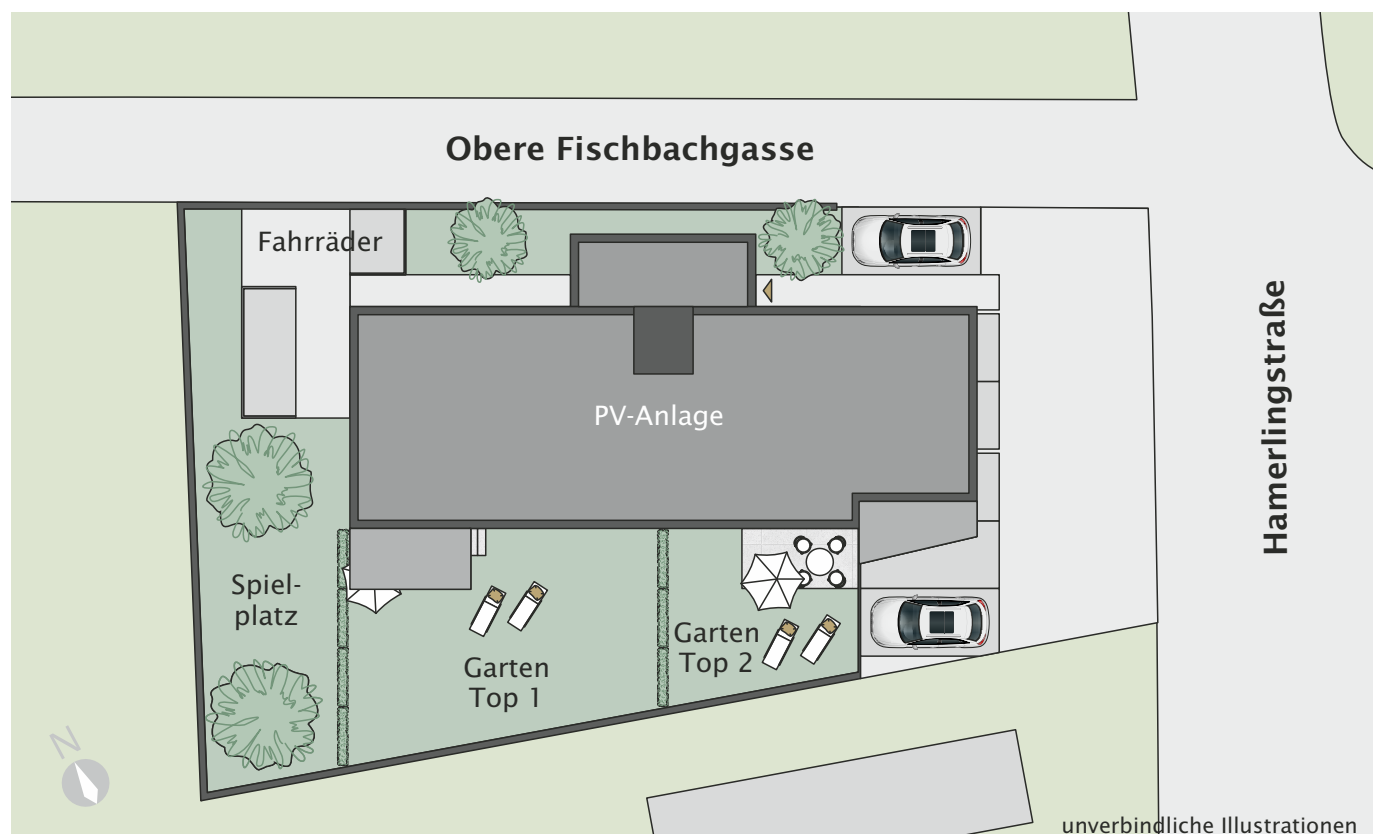 Obere Fischbachgasse
Fahrräder
Hamerlingstraße
PV-Anlage
Spiel-
platz
Garten
Top 1
Garten
Top 2
N
unverbindliche Illustrationen